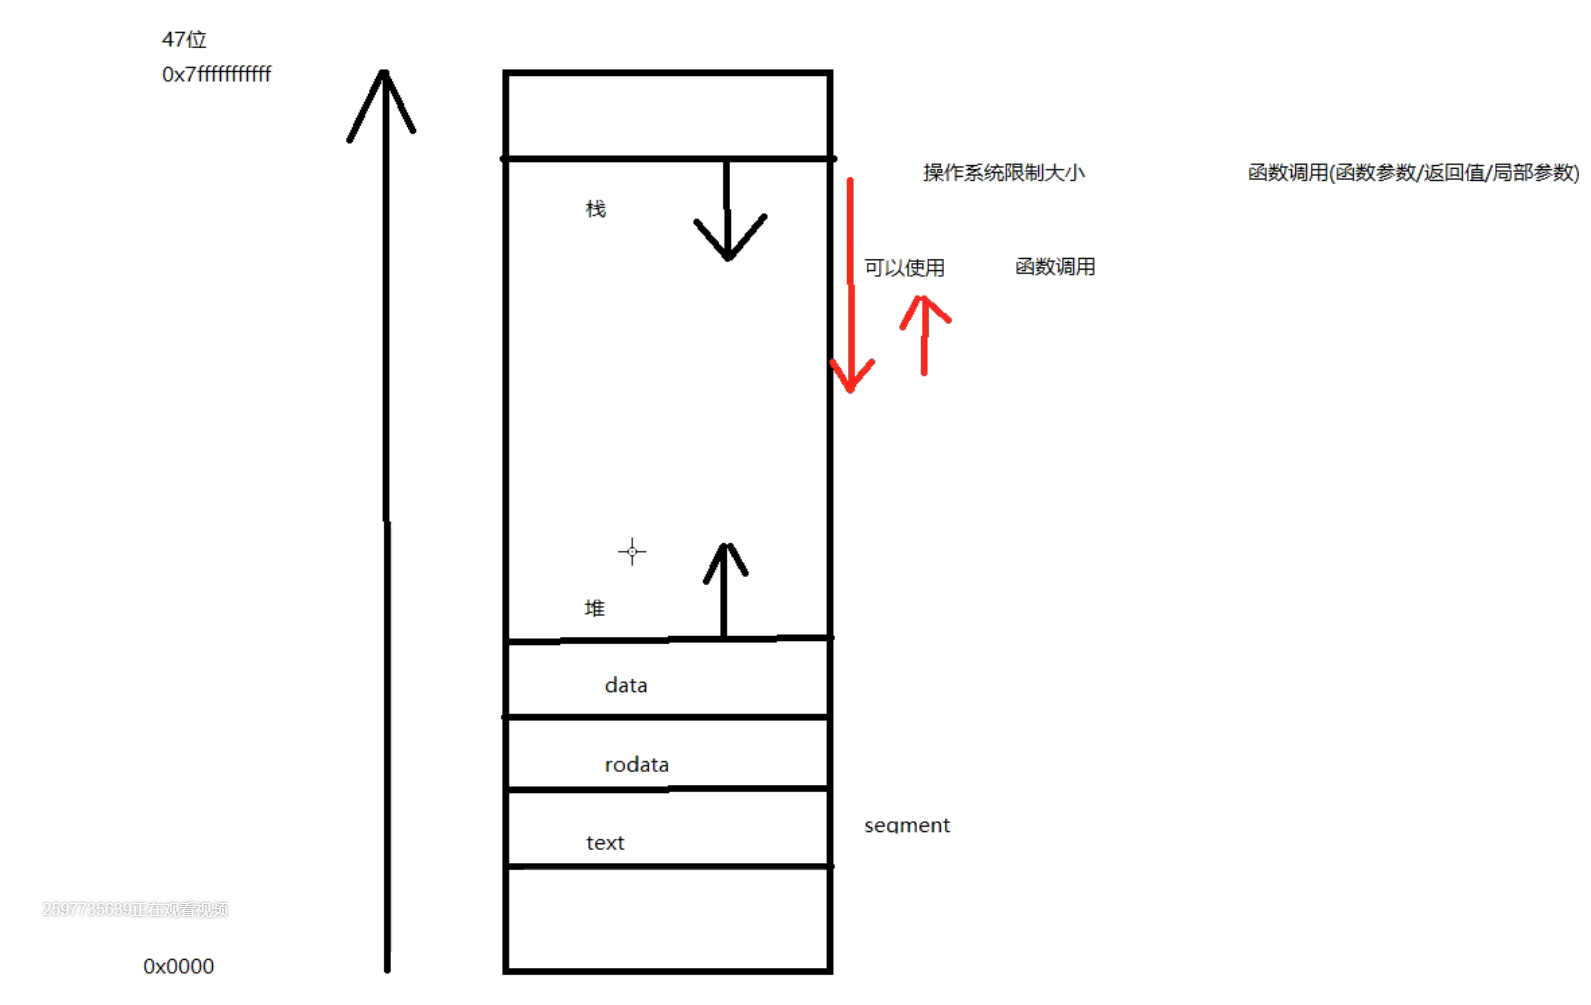 47位
0x7fffffffffff
操作系统限制大小 函数调用(函数参数/返回值/局部参数)
栈
可以使用 函数调用
堆
data
rodata
segment
text
2597735639正在观看视频
0x0000